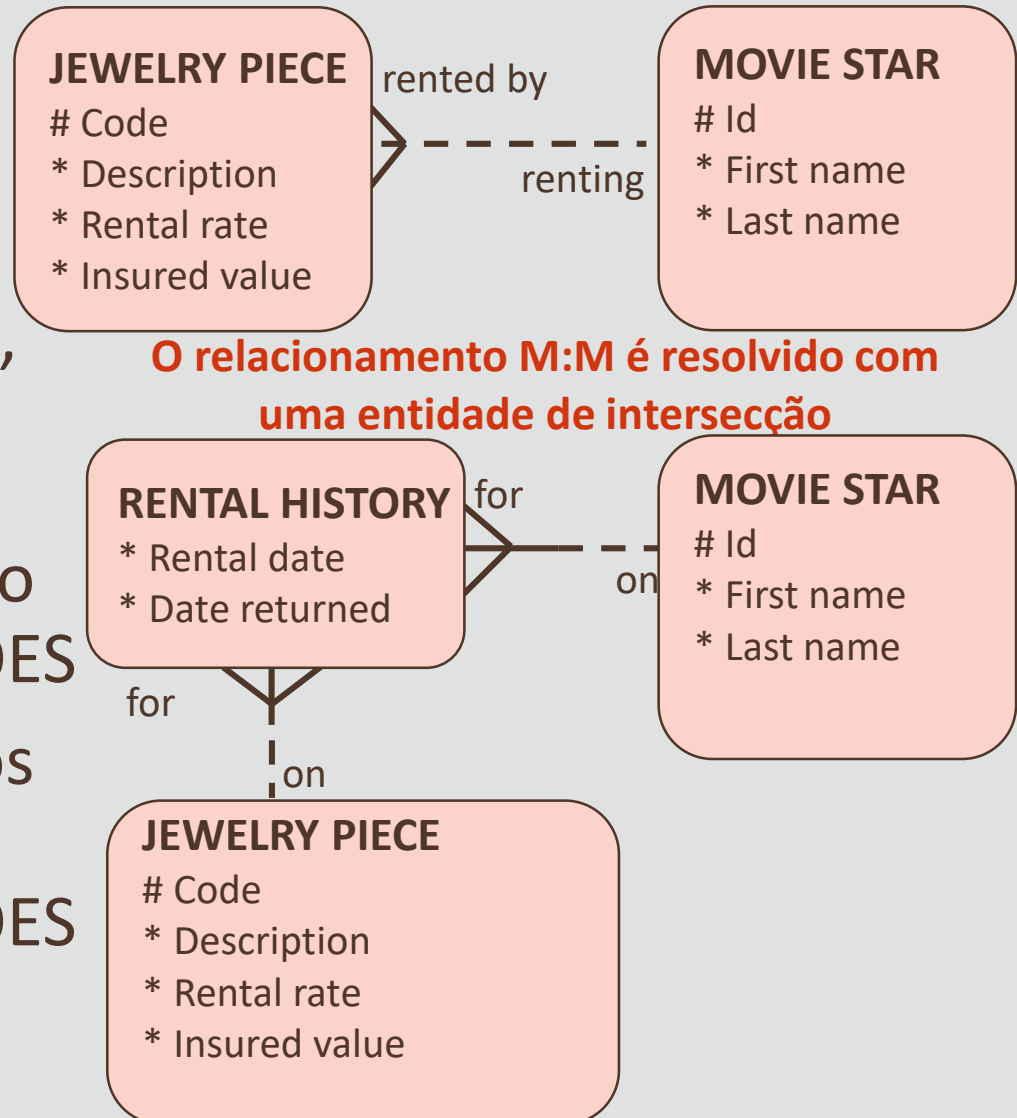 JEWELRY PIECE
# Code
* Description
* Rental rate
* Insured value
rented by
renting
MOVIE STAR
# Id
* First name
* Last name
,
O relacionamento M:M é resolvido com
uma entidade de intersecção
RENTAL HISTORY
* Rental date
* Date returned
for
on
MOVIE STAR
# Id
* First name
* Last name
for
on
JEWELRY PIECE
# Code
* Description
* Rental rate
* Insured value